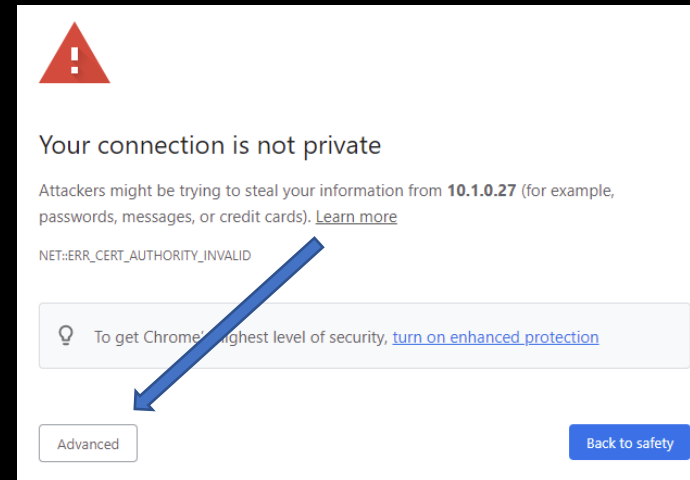 Your connection is not private
Attackers might be trying to steal your information from 10.1.0.27 (for example,
passwords, messages, or credit cards). Learn more
NET::ERR_CERT_AUTHORITY_INVALID
To get Chrome's highest level of security, turn on enhanced protection
Advanced
Back to safety